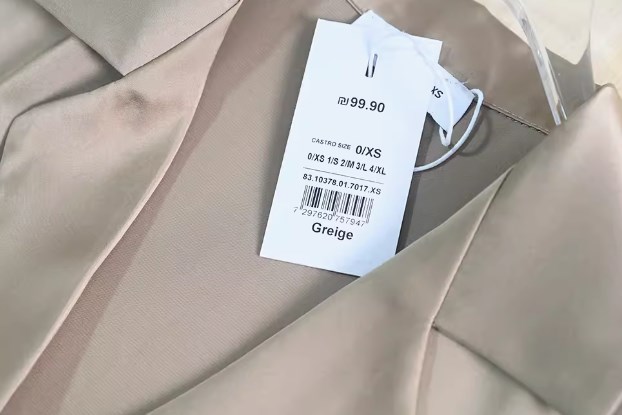 ₪99.90
XS
CASTRO SIZE 0/XS
0/XS 1/S 2/M 3/L 4/XL
83.10378.01.7017.XS
7 297620 757947
Greige